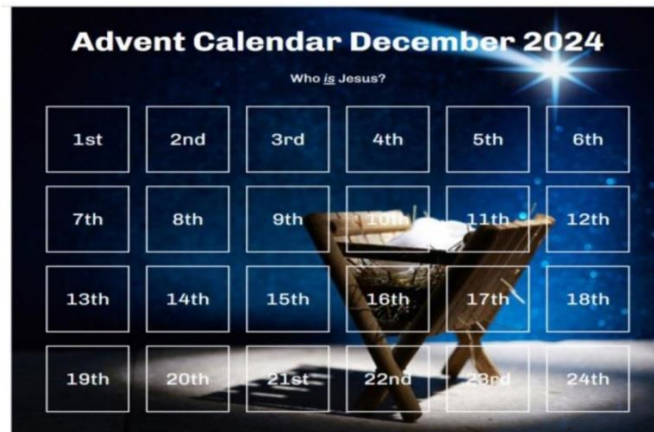 Advent Calendar December 2024
Who is Jesus?
1st 2nd 3rd 4th 5th 6th
7th 8th 9th 10th 11th 12th
13th 14th 15th 16th 17th 18th
19th 20th 21st 22nd 23rd 24th